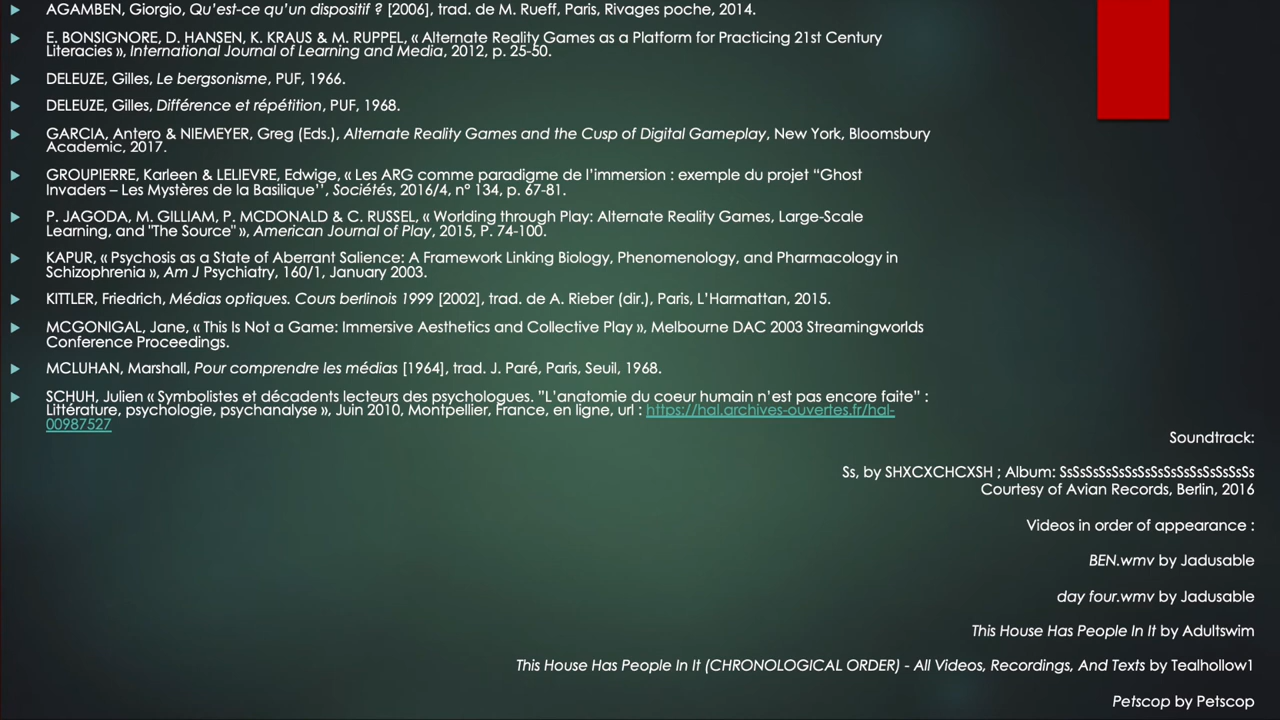 AGAMBEN, Giorgio, Qu'est-ce qu'un dispositif ? [2006], trad. de M. Rueff, Paris, Rivages poche, 2014.
E. BONSIGNORE, D. HANSEN, K. KRAUS & M. RUPPEL, « Alternate Reality Games as a Platform for Practicing 21st Century
Literacies », International Journal of Learning and Media, 2012, p. 25-50.
DELEUZE, Gilles, Le bergsonisme, PUF, 1966.
DELEUZE, Gilles, Différence et répétition, PUF, 1968.
GARCIA, Antero & NIEMEYER, Greg (Eds.), Alternate Reality Games and the Cusp of Digital Gameplay, New York, Bloomsbury
Academic, 2017.
GROUPIERRE, Karleen & LELIEVRE, Edwige, « Les ARG comme paradigme de l'immersion : exemple du projet “Ghost
Invaders – Les Mystères de la Basilique’’, Sociétés, 2016/4, n° 134, p. 67-81.
P. JAGODA, M. GILLIAM, P. MCDONALD & C. RUSSEL, « Worlding through Play: Alternate Reality Games, Large-Scale
Learning, and "The Source" », American Journal of Play, 2015, P. 74-100.
KAPUR, « Psychosis as a State of Aberrant Salience: A Framework Linking Biology, Phenomenology, and Pharmacology in
Schizophrenia », Am J Psychiatry, 160/1, January 2003.
KITTLER, Friedrich, Médias optiques. Cours berlinois 1999 [2002], trad. de A. Rieber (dir.), Paris, L'Harmattan, 2015.
MCGONIGAL, Jane, « This Is Not a Game: Immersive Aesthetics and Collective Play », Melbourne DAC 2003 Streamingworlds
Conference Proceedings.
MCLUHAN, Marshall, Pour comprendre les médias [1964], trad. J. Paré, Paris, Seuil, 1968.
SCHUH, Julien « Symbolistes et décadents lecteurs des psychologues. ”L'anatomie du coeur humain n'est pas encore faite” :
Littérature, psychologie, psychanalyse », Juin 2010, Montpellier, France, en ligne, url : https://hal.archives-ouvertes.fr/hal-
00987527
Soundtrack:
Ss, by SHXCXCHCXSH ; Album: SsSsSsSsSsSsSsSsSsSsSsSsSsSsSs
Courtesy of Avian Records, Berlin, 2016
Videos in order of appearance :
BEN.wmv by Jadusable
day four.wmv by Jadusable
This House Has People In It by Adultswim
This House Has People In It (CHRONOLOGICAL ORDER) - All Videos, Recordings, And Texts by Tealhollow1
Petscop by Petscop